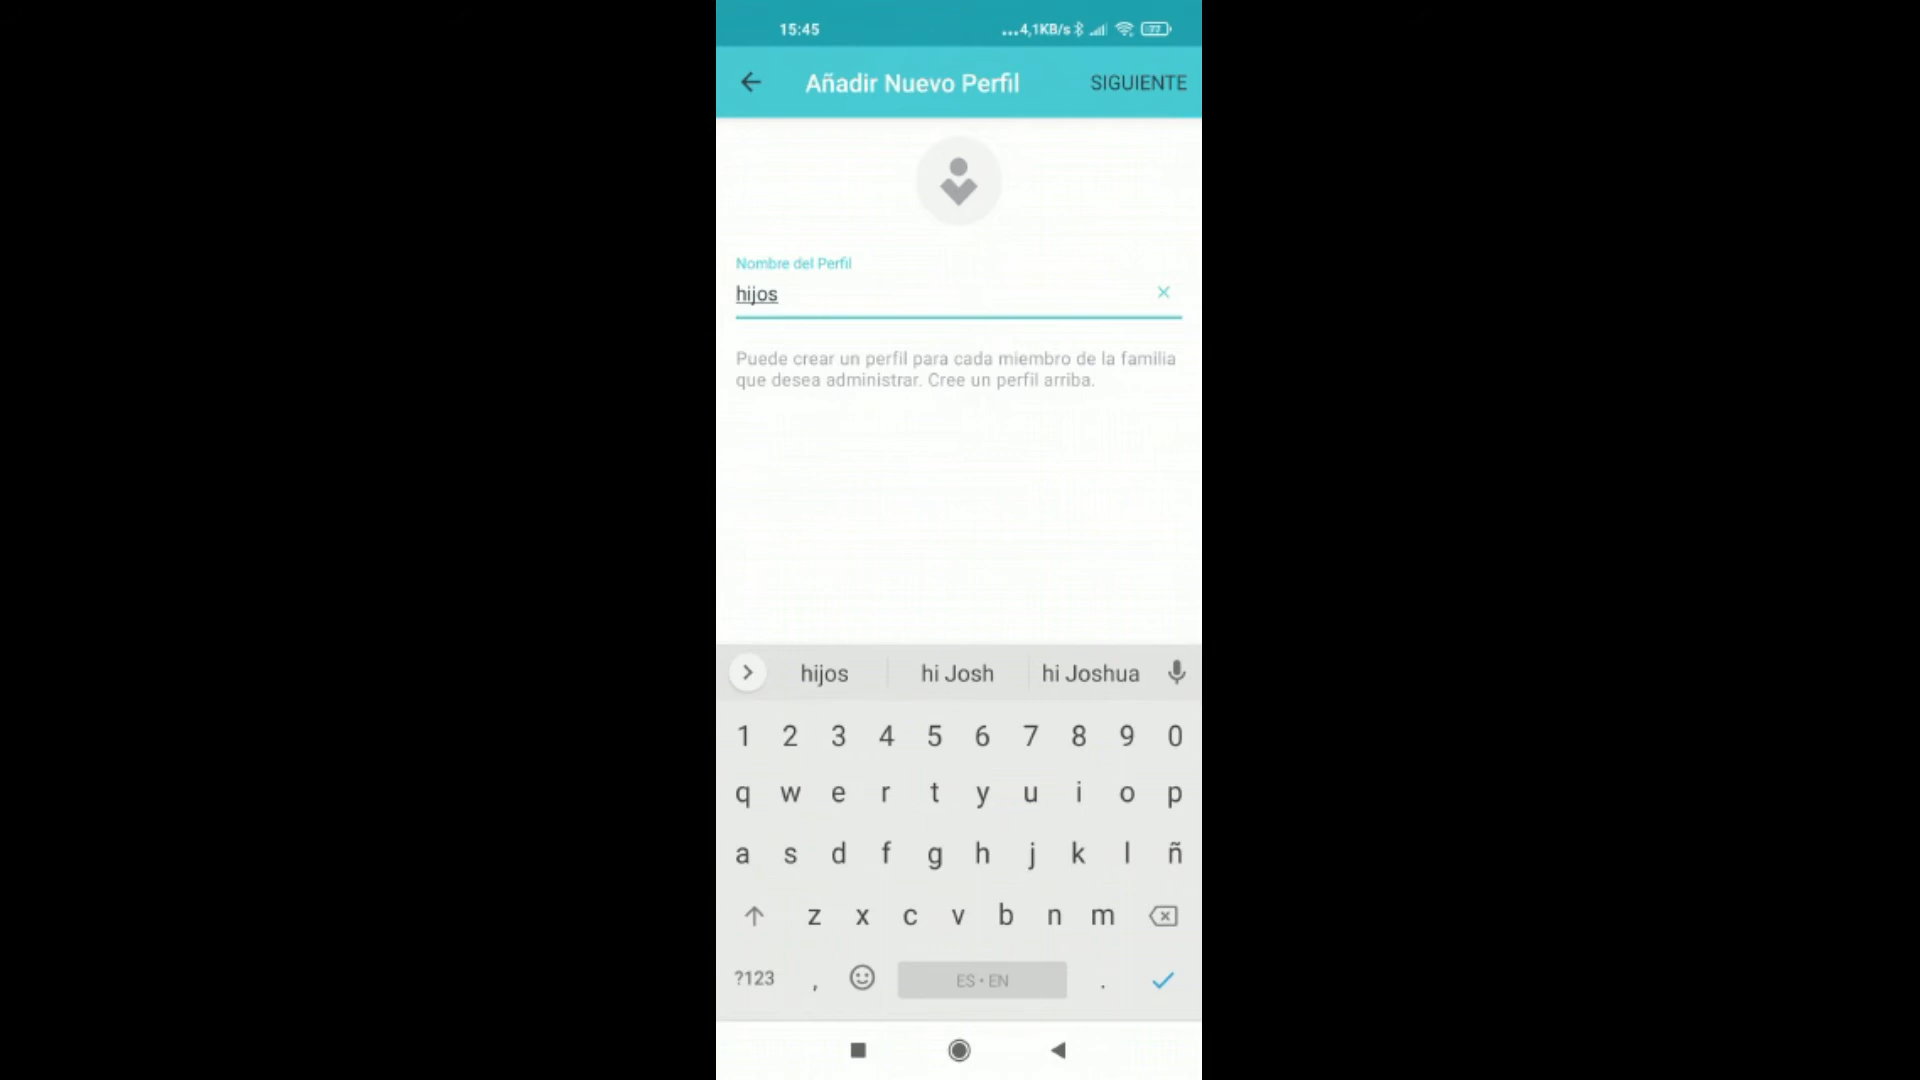 15:45
...4,1KB/s 77
Añadir Nuevo Perfil
SIGUIENTE
Nombre del Perfil
hijos
Puede crear un perfil para cada miembro de la familia
que desea administrar. Cree un perfil arriba.
hijos hi Josh hi Joshua
1 2 3 4 5 6 7 8 9 0
q w e r t y u i o p
a s d f g h j k l ñ
z x c v b n m
?123 , ES • EN .